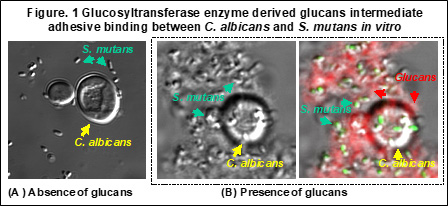 Figure. 1 Glucosyltransferase enzyme derived glucans intermediate
adhesive binding between C. albicans and S. mutans in vitro
S. mutans
C. albicans
S. mutans
C. albicans
Glucans
S. mutans
C. albicans
(A ) Absence of glucans
(B) Presence of glucans